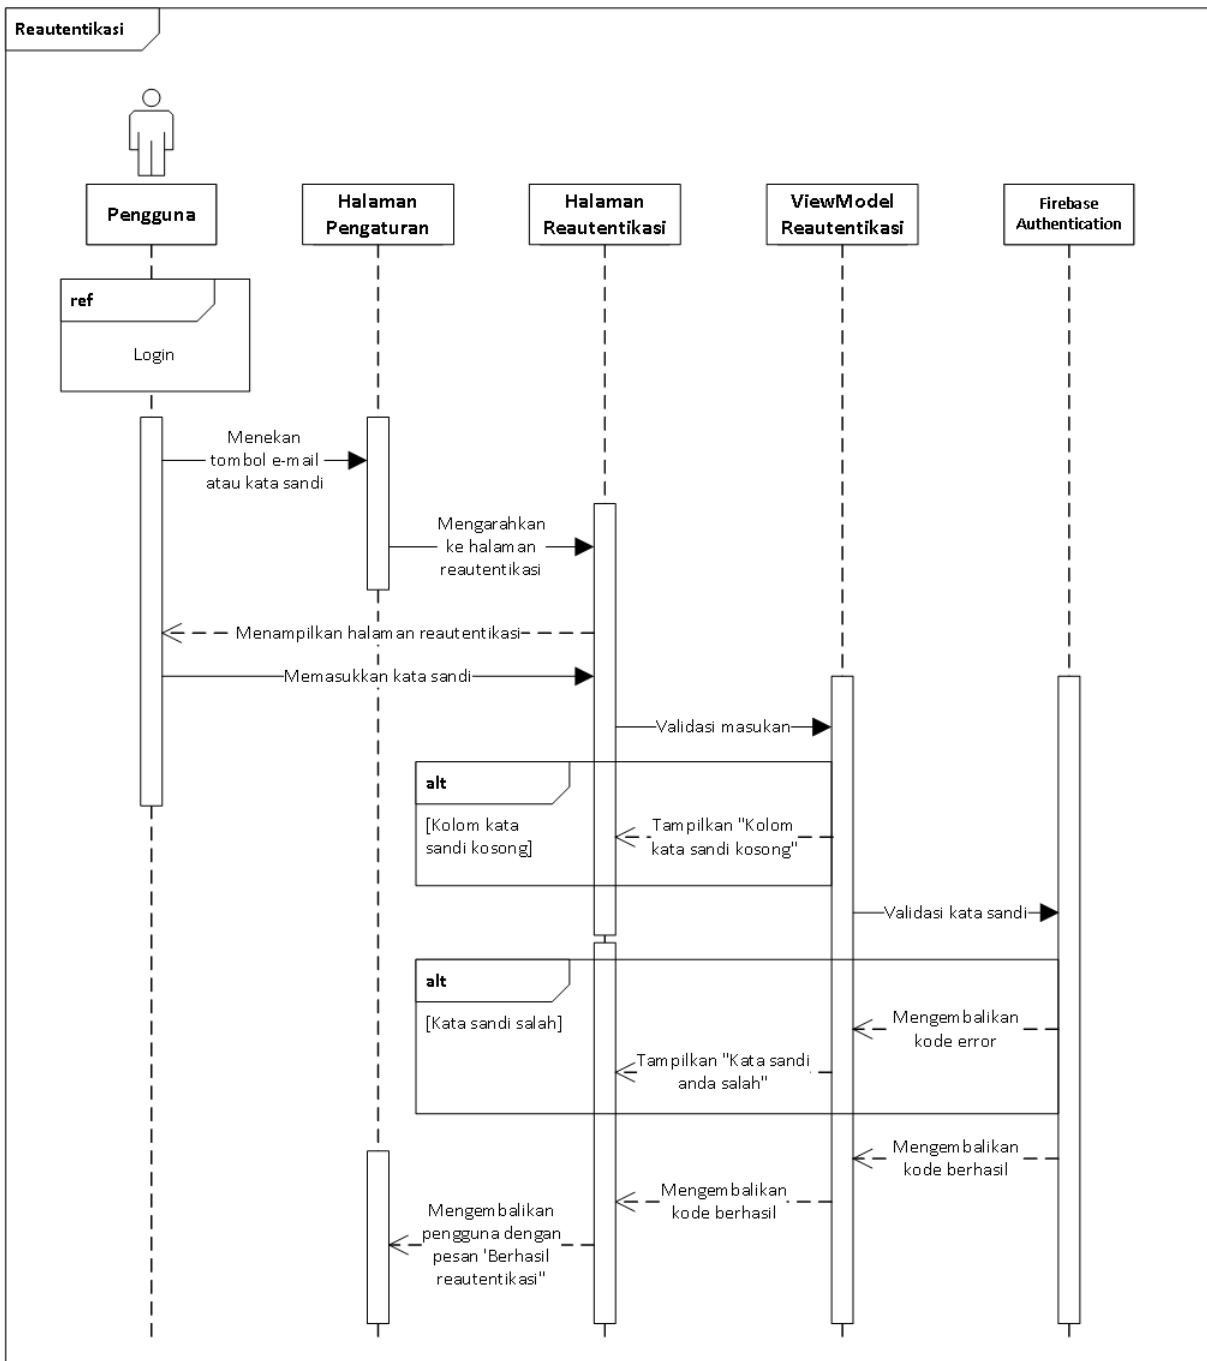 Reautentikasi
Pengguna
Halaman
Pengaturan
Halaman
Reautentikasi
ViewModel
Reautentikasi
Firebase
Authentication
ref
Login
Menekan
tombol e-mail
atau kata sandi
Mengarahkan
ke halaman
reautentikasi
Menampilkan halaman reautentikasi
Memasukkan kata sandi
Validasi masukan
alt
[Kolom kata
sandi kosong]
Tampilkan "Kolom
kata sandi kosong"
Validasi kata sandi
alt
[Kata sandi salah]
Mengembalikan
kode error
Tampilkan "Kata sandi
anda salah"
Mengembalikan
kode berhasil
Mengembalikan
kode berhasil
Mengembalikan
pengguna dengan
pesan 'Berhasil
reautentikasi"